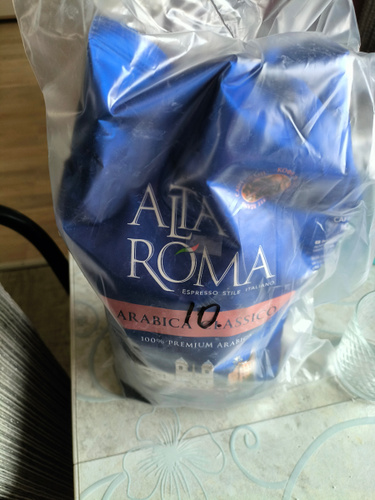 ALTA
ROMA
ESPRESSO STILE ITALIANO
ARABICA CLASSICO
10
100% PREMIUM ARABICA